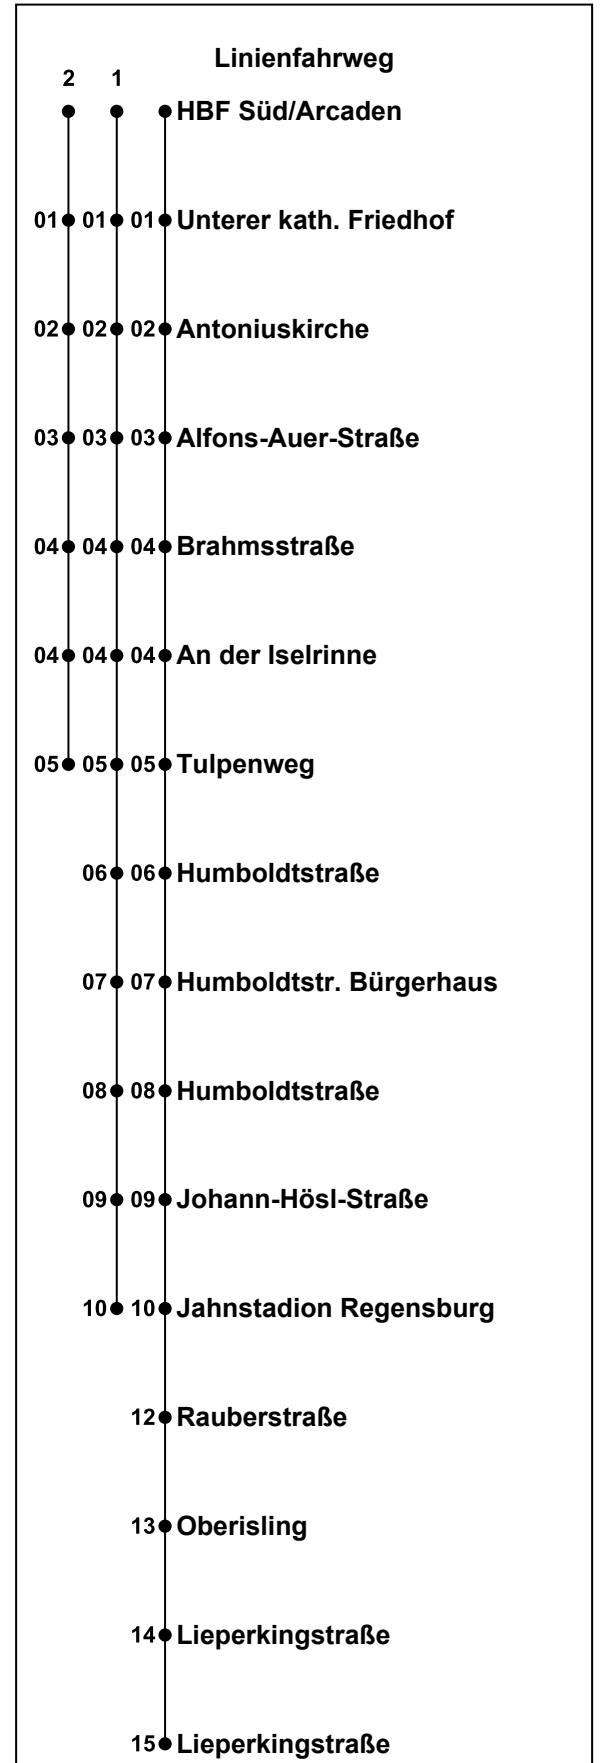 Linienfahrweg
2 1
HBF Süd/Arcaden
01 01 01 Unterer kath. Friedhof
02 02 02 Antoniuskirche
03 03 03 Alfons-Auer-Straße
04 04 04 Brahmsstraße
04 04 04 An der Iselrinne
05 05 05 Tulpenweg
06 06 Humboldtstraße
07 07 Humboldtstr. Bürgerhaus
08 08 Humboldtstraße
09 09 Johann-Hösl-Straße
10 10 Jahnstadion Regensburg
12 Rauberstraße
13 Oberisling
14 Lieperkingstraße
15 Lieperkingstraße